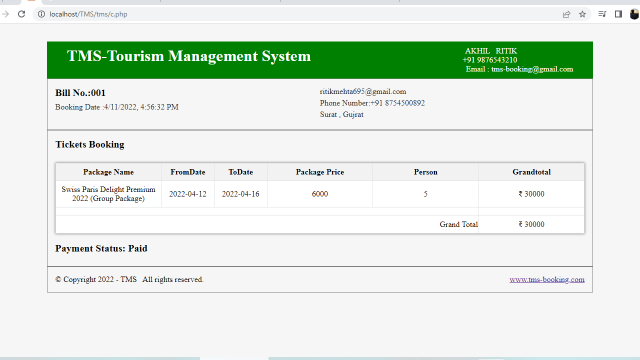 localhost/TMS/tms/c.php
TMS-Tourism Management System
AKHIL RITIK
+91 9876543210
Email : tms-booking@gmail.com
Bill No.:001
Booking Date :4/11/2022, 4:56:32 PM
ritikmehta695@gmail.com
Phone Number:+91 8754500892
Surat , Gujrat
Tickets Booking
Package Name FromDate ToDate Package Price Person Grandtotal
Swiss Paris Delight Premium
2022 (Group Package) 2022-04-12 2022-04-16 6000 5 ₹ 30000
Grand Total ₹ 30000
Payment Status: Paid
© Copyright 2022 - TMS All rights reserved. www.tms-booking.com